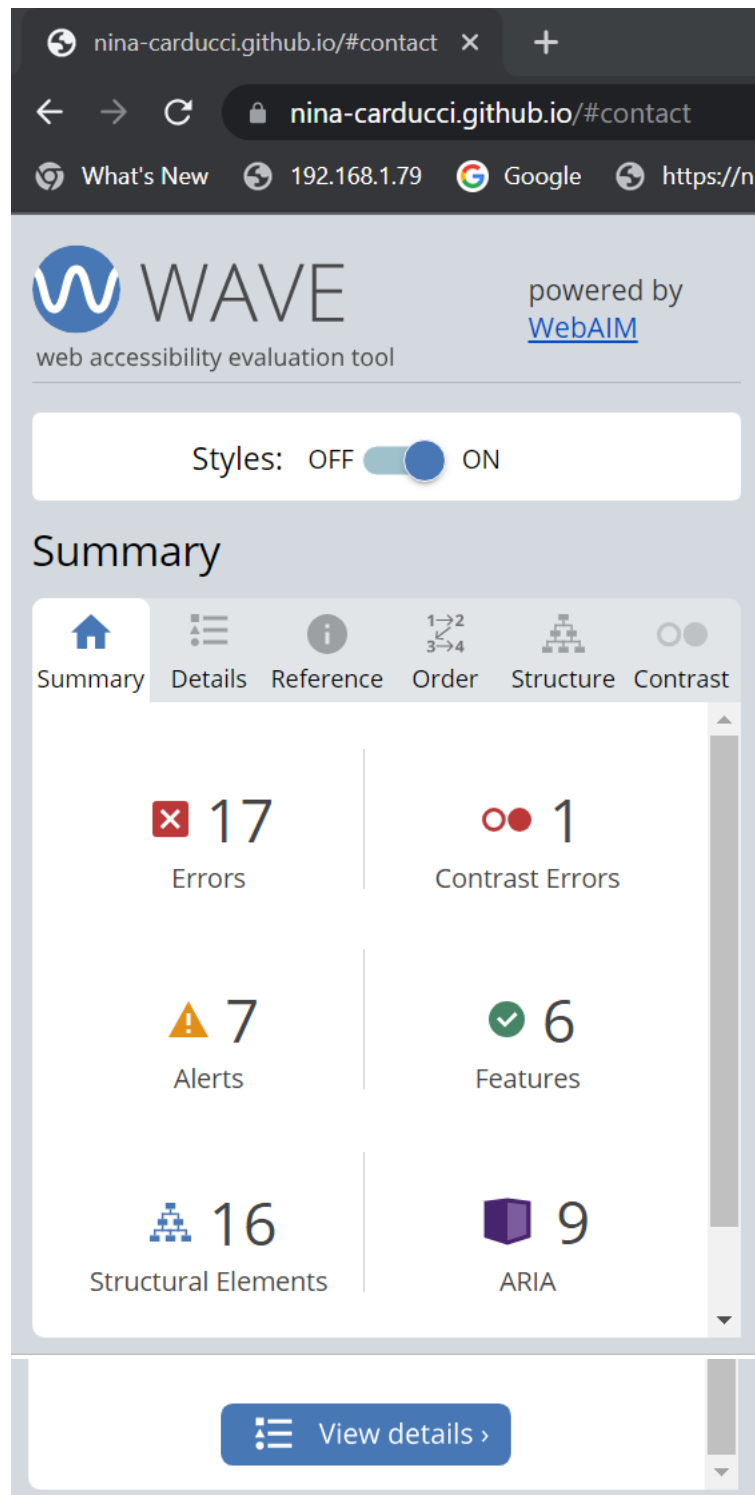 nina-carducci.github.io/#contact
nina-carducci.github.io/#contact
What's New 192.168.1.79 Google https://n
WAVE
powered by
WebAIM
web accessibility evaluation tool
Styles: OFF ON
Summary
1→2
3→4
Summary Details Reference Order Structure Contrast
17 1
Errors Contrast Errors
7 6
Alerts Features
16 9
Structural Elements ARIA
View details ›